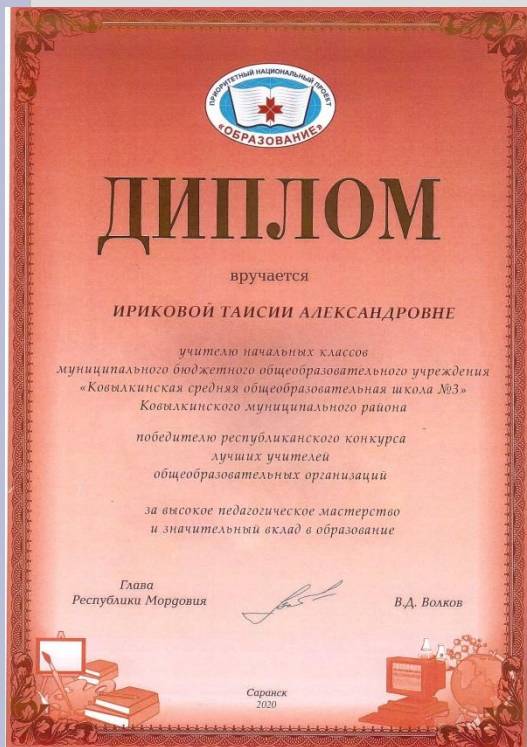 ПРИОРИТЕТНЫЙ НАЦИОНАЛЬНЫЙ ПРОЕКТ
«ОБРАЗОВАНИЕ»
ДИПЛОМ
вручается
ИРИКОВОЙ ТАИСИИ АЛЕКСАНДРОВНЕ
учителю начальных классов
муниципального бюджетного общеобразовательного учреждения
«Ковылкинская средняя общеобразовательная школа №3»
Ковылкинского муниципального района
победителю республиканского конкурса
лучших учителей
общеобразовательных организаций
за высокое педагогическое мастерство
и значительный вклад в образование
Глава
Республики Мордовия
В.Д. Волков
Саранск
2020